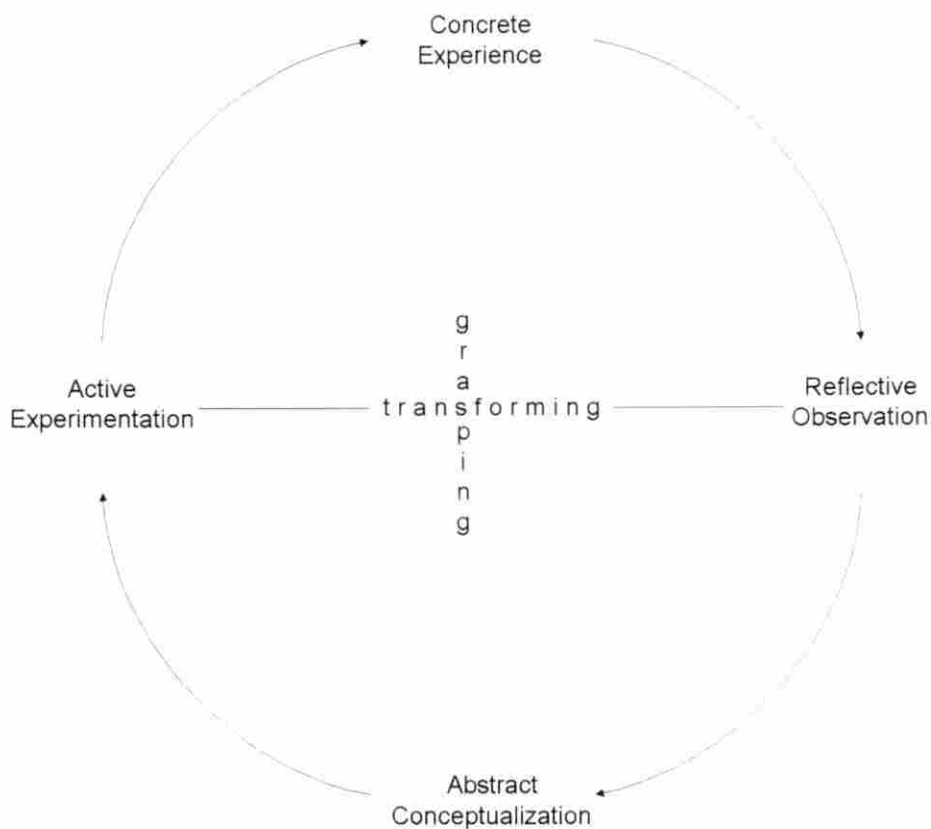 Concrete
Experience
g
r
a
transforming
p
i
n
g
Active
Experimentation
Reflective
Observation
Abstract
Conceptualization